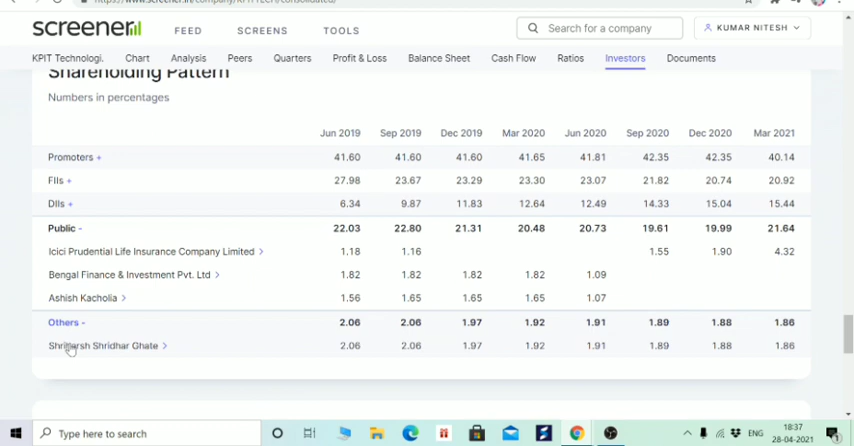 screener
FEED SCREENS TOOLS
Search for a company
KUMAR NITESH
KPIT Technologi. Chart Analysis Peers Quarters Profit & Loss Balance Sheet Cash Flow Ratios Investors Documents
Shareholding Pattern
Numbers in percentages
Jun 2019 Sep 2019 Dec 2019 Mar 2020 Jun 2020 Sep 2020 Dec 2020 Mar 2021
Promoters + 41.60 41.60 41.60 41.65 41.81 42.35 42.35 40.14
FIIs + 27.98 23.67 23.29 23.30 23.07 21.82 20.74 20.92
DIIs + 6.34 9.87 11.83 12.64 12.49 14.33 15.04 15.44
Public - 22.03 22.80 21.31 20.48 20.73 19.61 19.99 21.64
Icici Prudential Life Insurance Company Limited > 1.18 1.16 1.55 1.90 4.32
Bengal Finance & Investment Pvt. Ltd > 1.82 1.82 1.82 1.82 1.09
Ashish Kacholia > 1.56 1.65 1.65 1.65 1.07
Others - 2.06 2.06 1.97 1.92 1.91 1.89 1.88 1.86
Shridhar Ghate > 2.06 2.06 1.97 1.92 1.91 1.89 1.88 1.86
Type here to search
ENG
18:37
28-04-2021